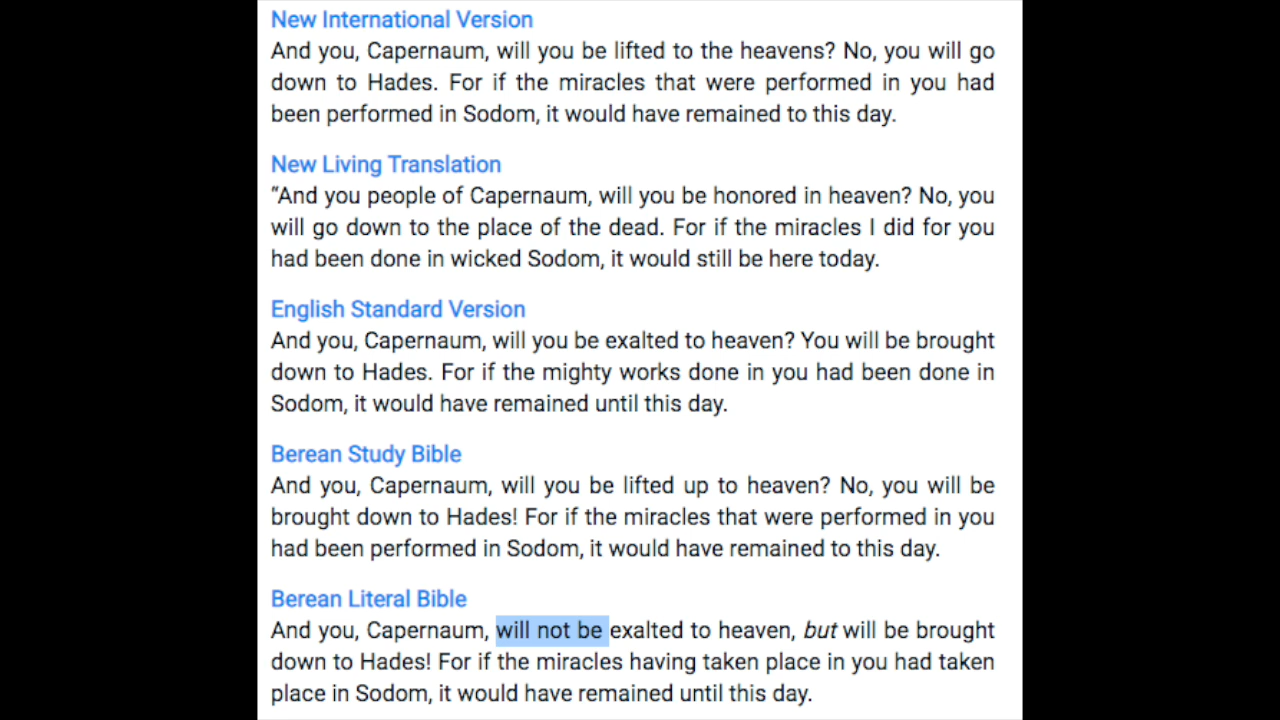 New International Version
And you, Capernaum, will you be lifted to the heavens? No, you will go
down to Hades. For if the miracles that were performed in you had
been performed in Sodom, it would have remained to this day.
New Living Translation
“And you people of Capernaum, will you be honored in heaven? No, you
will go down to the place of the dead. For if the miracles I did for you
had been done in wicked Sodom, it would still be here today.
English Standard Version
And you, Capernaum, will you be exalted to heaven? You will be brought
down to Hades. For if the mighty works done in you had been done in
Sodom, it would have remained until this day.
Berean Study Bible
And you, Capernaum, will you be lifted up to heaven? No, you will be
brought down to Hades! For if the miracles that were performed in you
had been performed in Sodom, it would have remained to this day.
Berean Literal Bible
And you, Capernaum, will not be exalted to heaven, but will be brought
down to Hades! For if the miracles having taken place in you had taken
place in Sodom, it would have remained until this day.